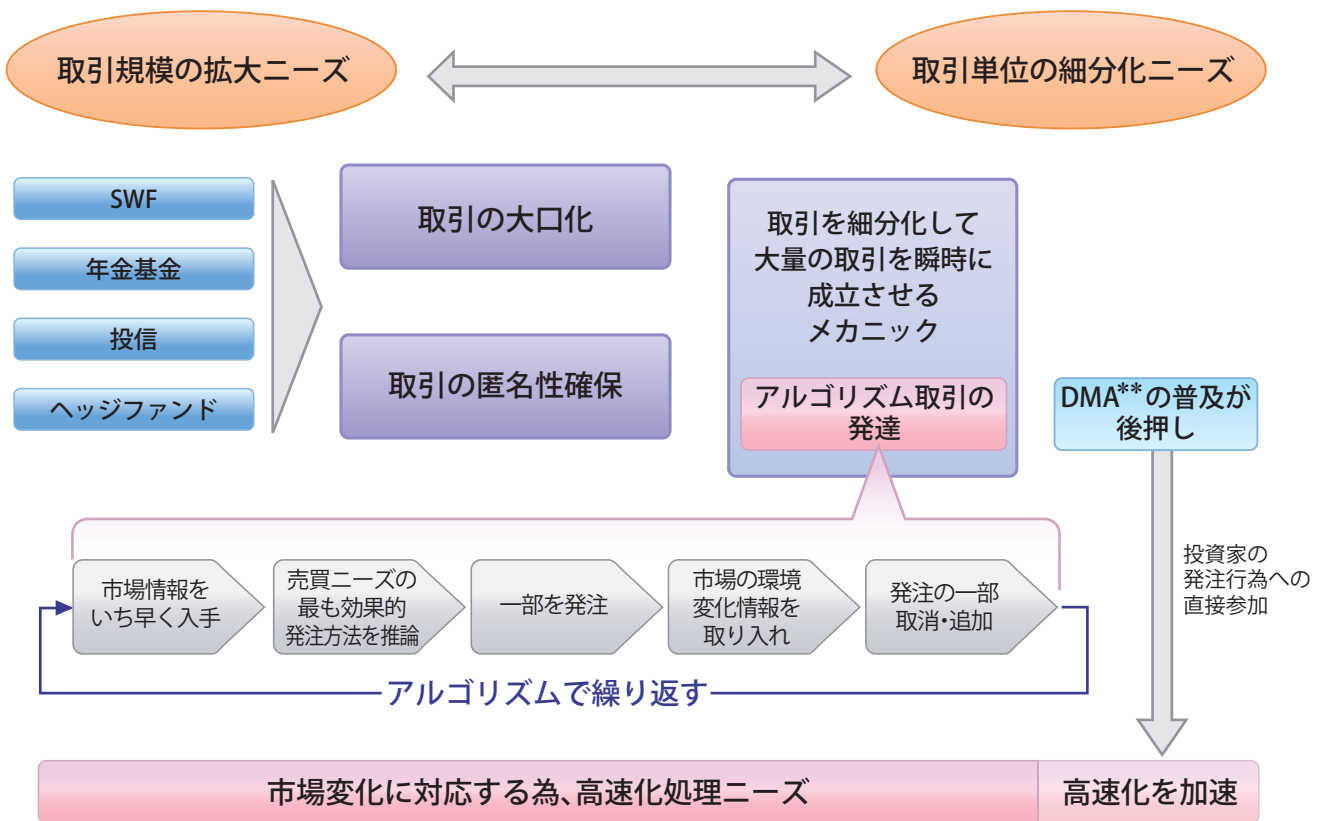 取引規模の拡大ニーズ
取引単位の細分化ニーズ
SWF
年金基金
投信
ヘッジファンド
取引の大口化
取引の匿名性確保
取引を細分化して
大量の取引を瞬時に
成立させる
メカニック
アルゴリズム取引の
発達
DMA**の普及が
後押し
市場情報を
いち早く入手
売買ニーズの
最も効果的
発注方法を推論
一部を発注
市場の環境
変化情報を
取り入れ
発注の一部
取消・追加
投資家の
発注行為への
直接参加
アルゴリズムで繰り返す
市場変化に対応する為、高速化処理ニーズ
高速化を加速